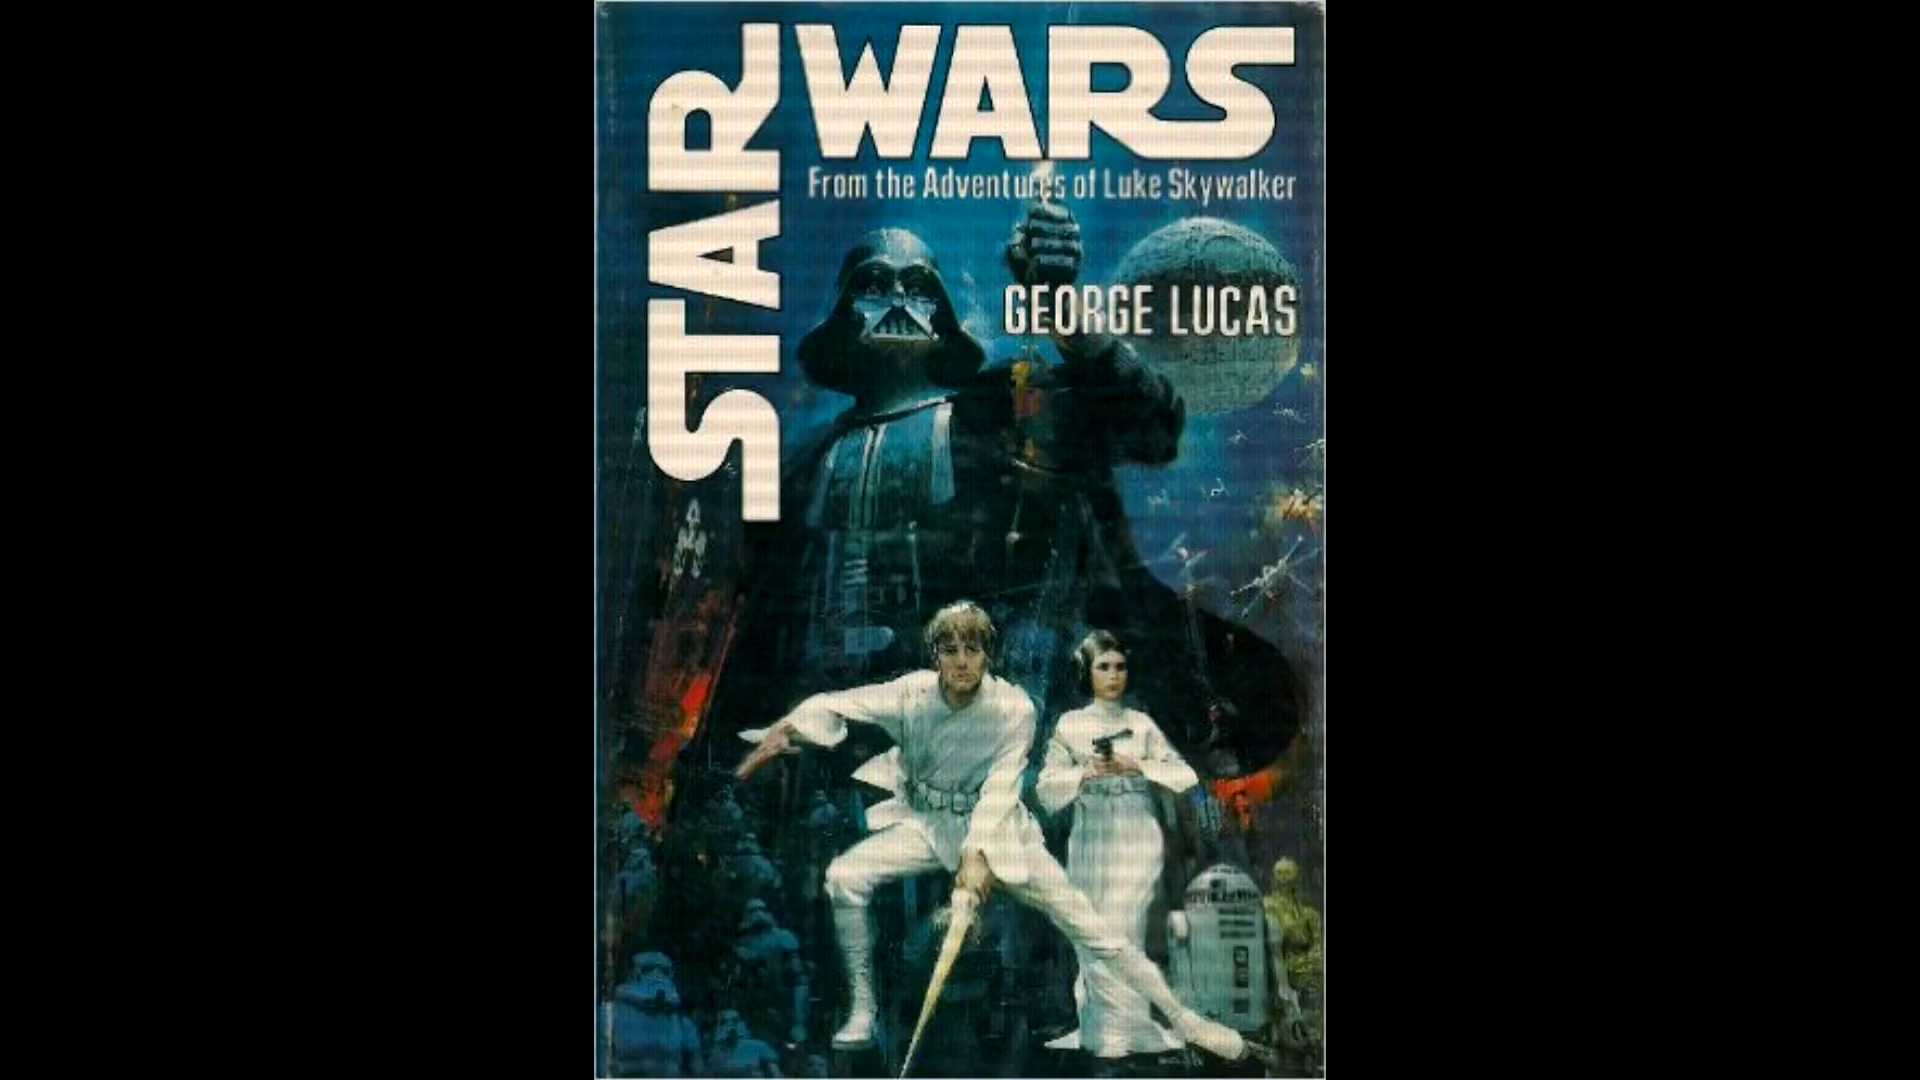 STAR WARS
From the Adventures of Luke Skywalker
GEORGE LUCAS